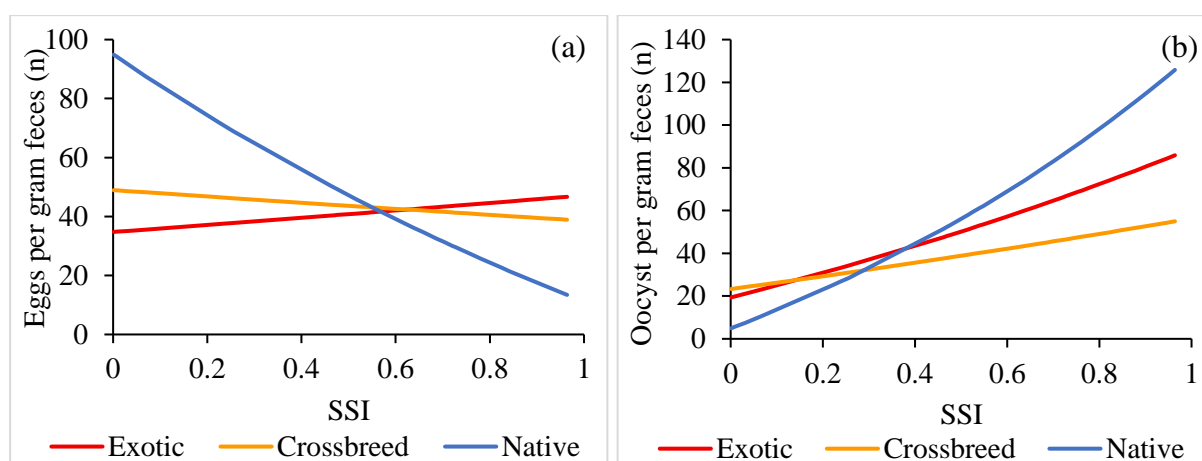 (a)
Eggs per gram feces (n)
100
80
60
40
20
0
0 0.2 0.4 0.6 0.8 1
SSI
Exotic Crossbreed Native
(b)
Oocyst per gram feces (n)
140
120
100
80
60
40
20
0
0 0.2 0.4 0.6 0.8 1
SSI
Exotic Crossbreed Native